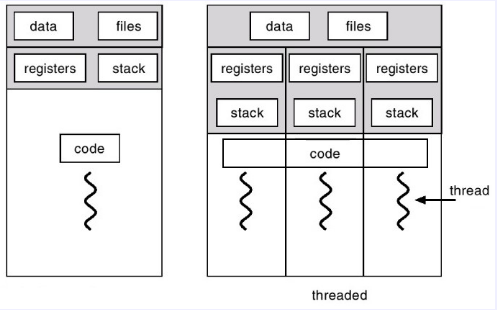 data files
registers stack
code
data files
registers registers registers
stack stack stack
code
thread
threaded